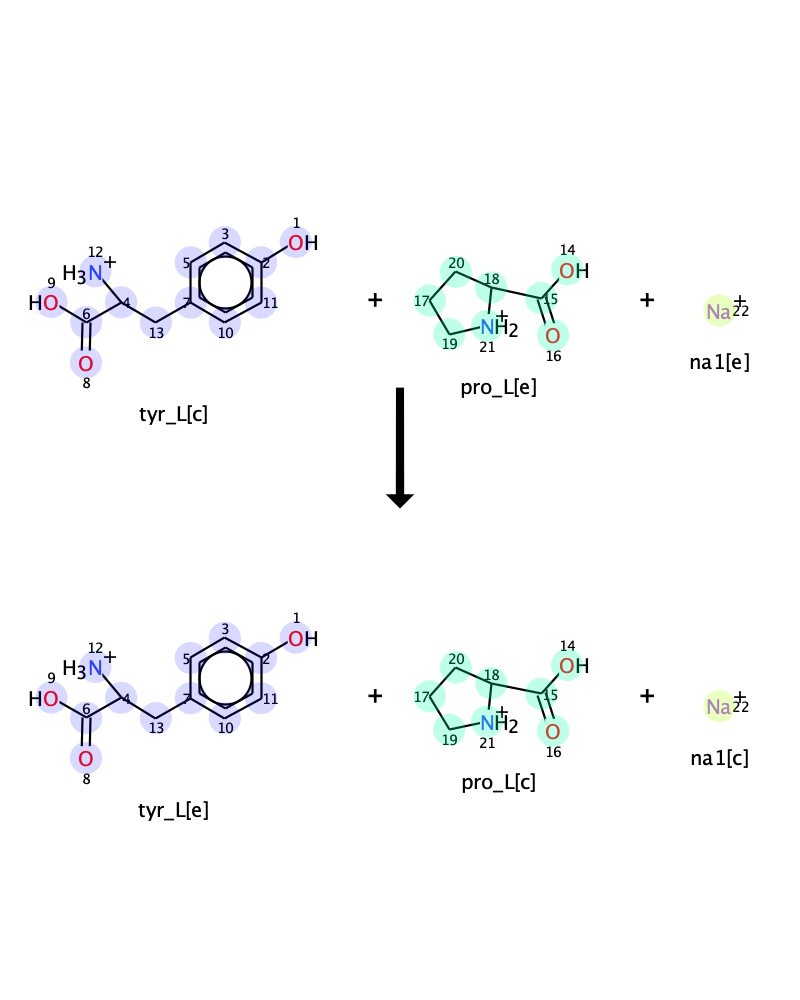 1
3
OH
12
5
2
H3N+
9
HO
6
4
7
11
13
10
O
8
tyr_L[c]
+
14
20
18
OH
17
15
19
NH2+
21
O
16
pro_L[e]
+
Na+
22
na1[e]
1
3
OH
12
5
2
H3N+
9
HO
6
4
7
11
13
10
O
8
tyr_L[e]
+
14
20
18
OH
17
15
19
NH2+
21
O
16
pro_L[c]
+
Na+
22
na1[c]